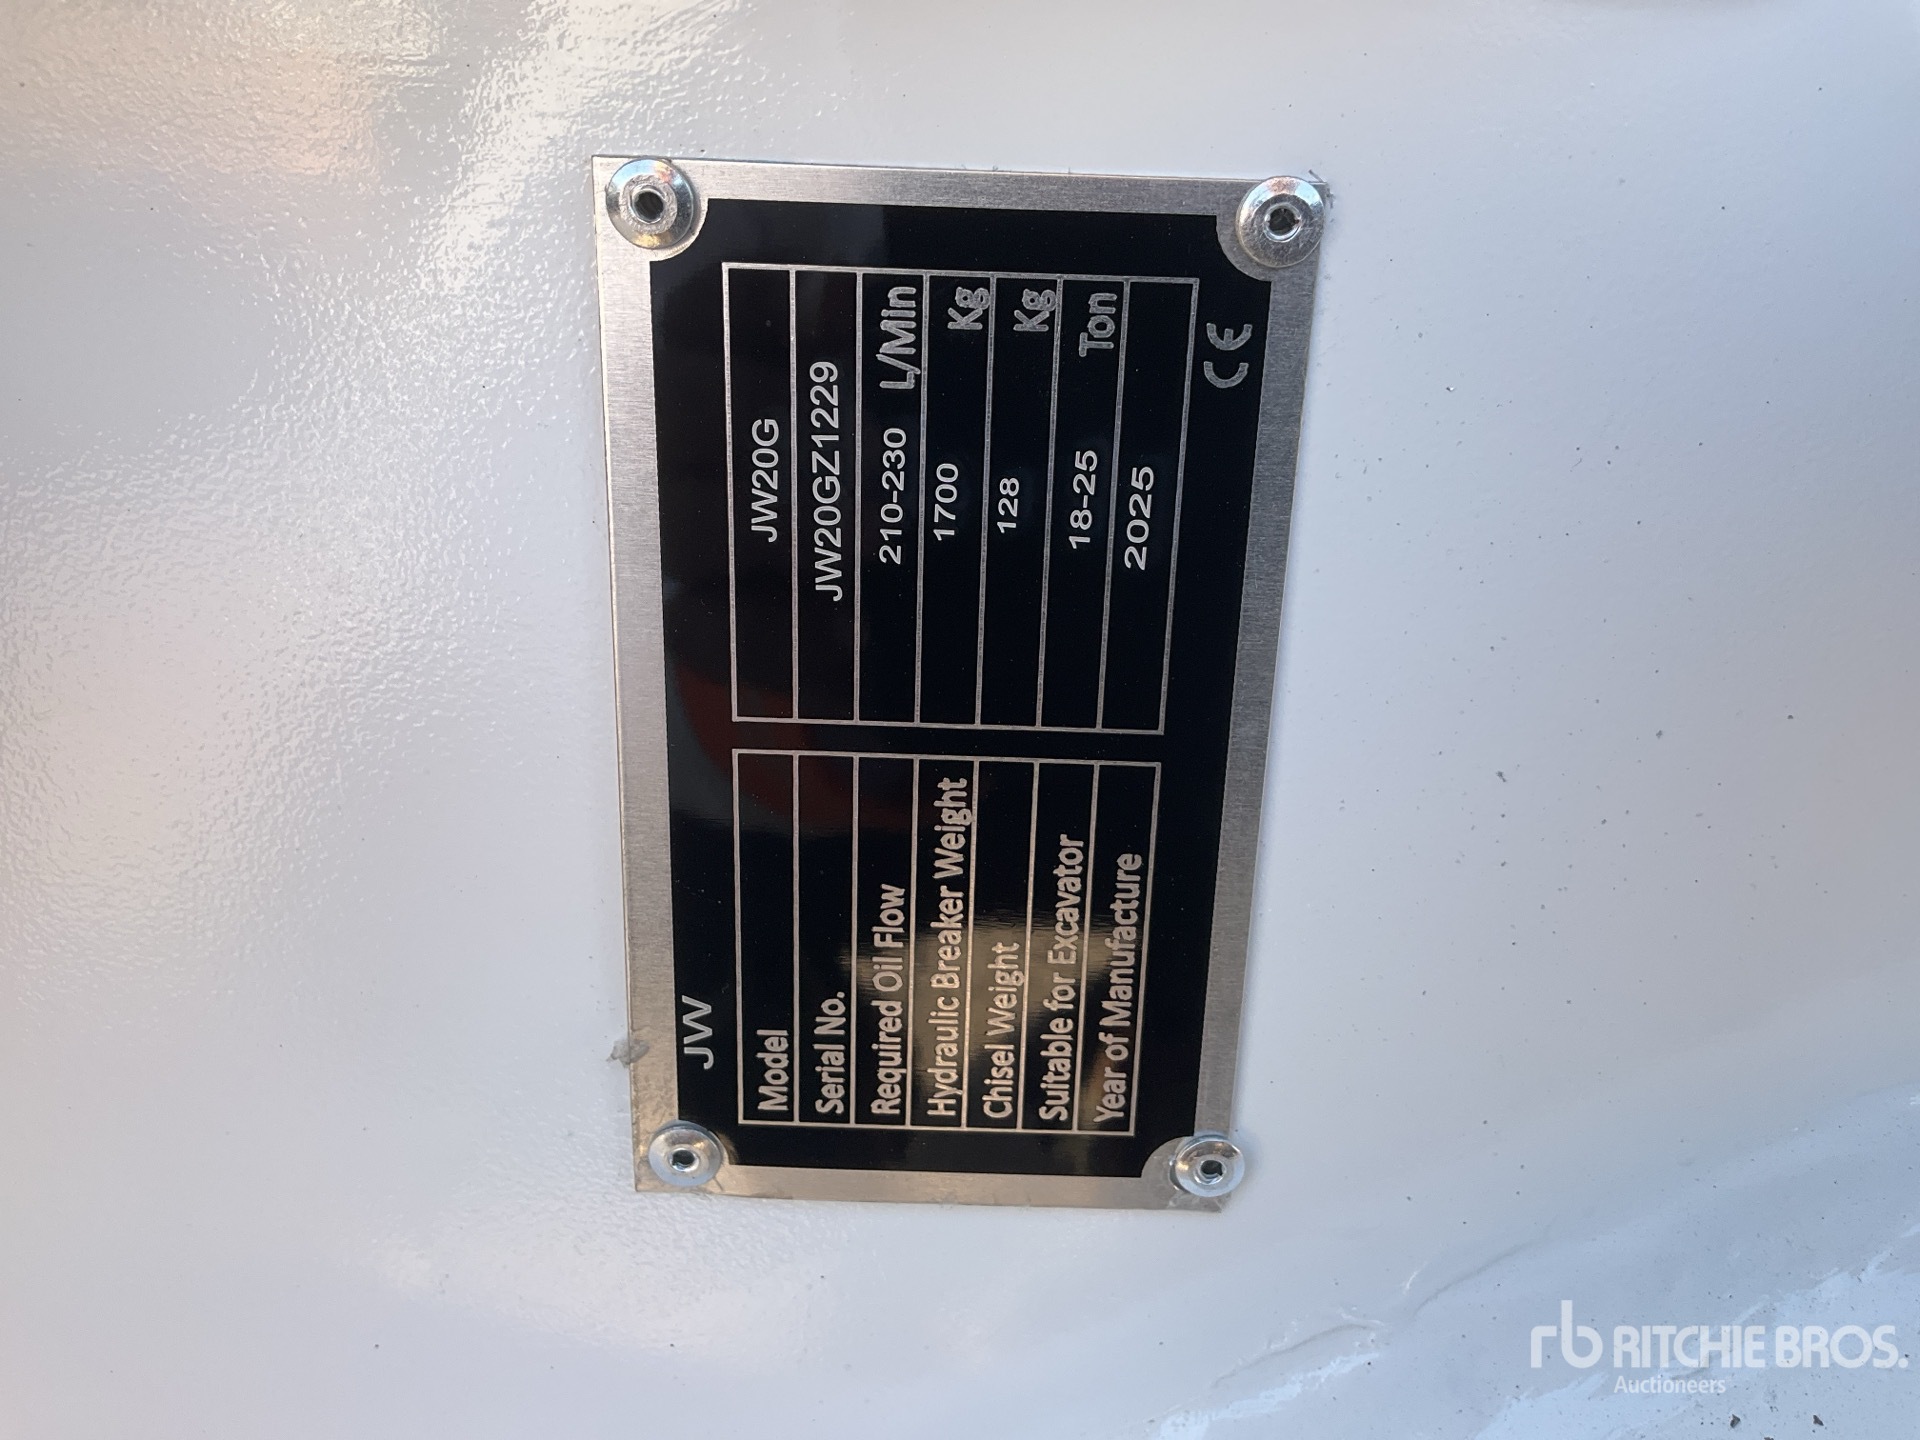 JW
Model JW20G
Serial No. JW20GZ1229
Required Oil Flow 210-230 L/Min
Hydraulic Breaker Weight 1700 Kg
Chisel Weight 128 Kg
Suitable for Excavator 18-25 Ton
Year of Manufacture 2025
CE
rb RITCHIE BROS.
Auctioneers